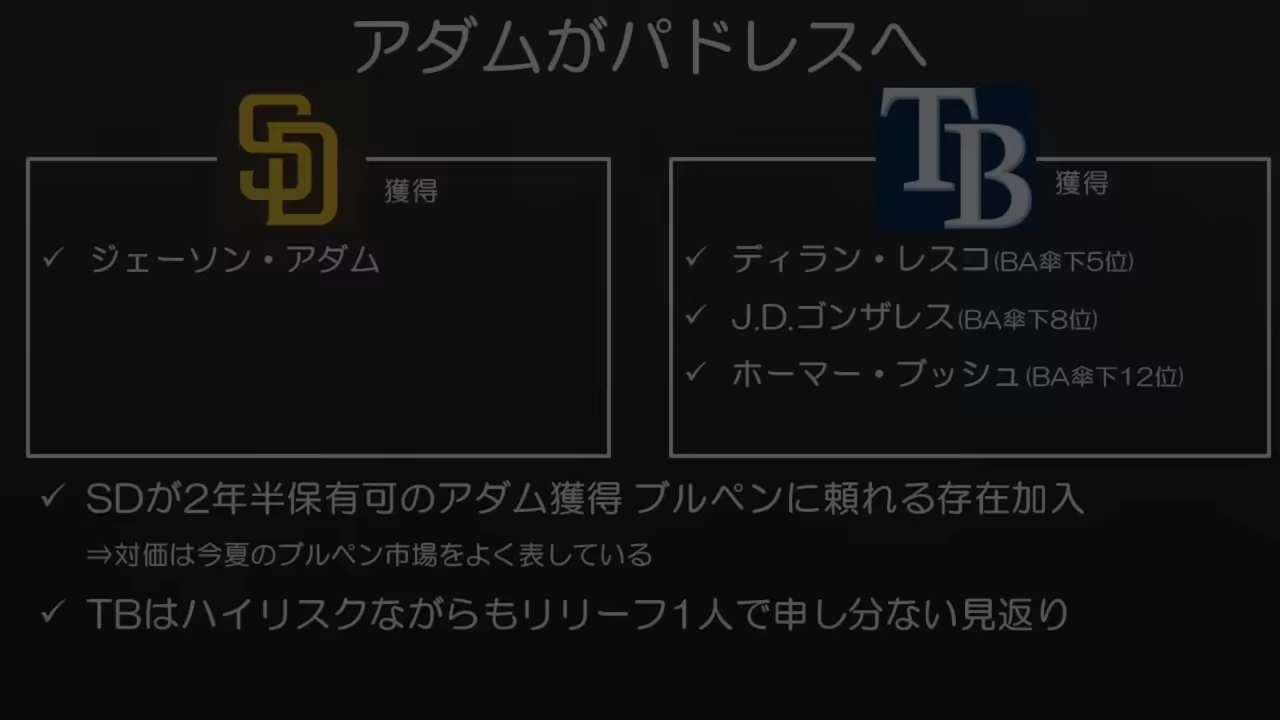 アダムがパドレスへ
SD
獲得
✓ ジェーソン・アダム
TB
獲得
✓ ディラン・レスコ(BA傘下5位)
✓ J.D.ゴンザレス(BA傘下8位)
✓ ホーマー・ブッシュ(BA傘下12位)
✓ SDが2年半保有可のアダム獲得 ブルペンに頼れる存在加入
⇒対価は今夏のブルペン市場をよく表している
✓ TBはハイリスクながらもリリーフ1人で申し分ない見返り